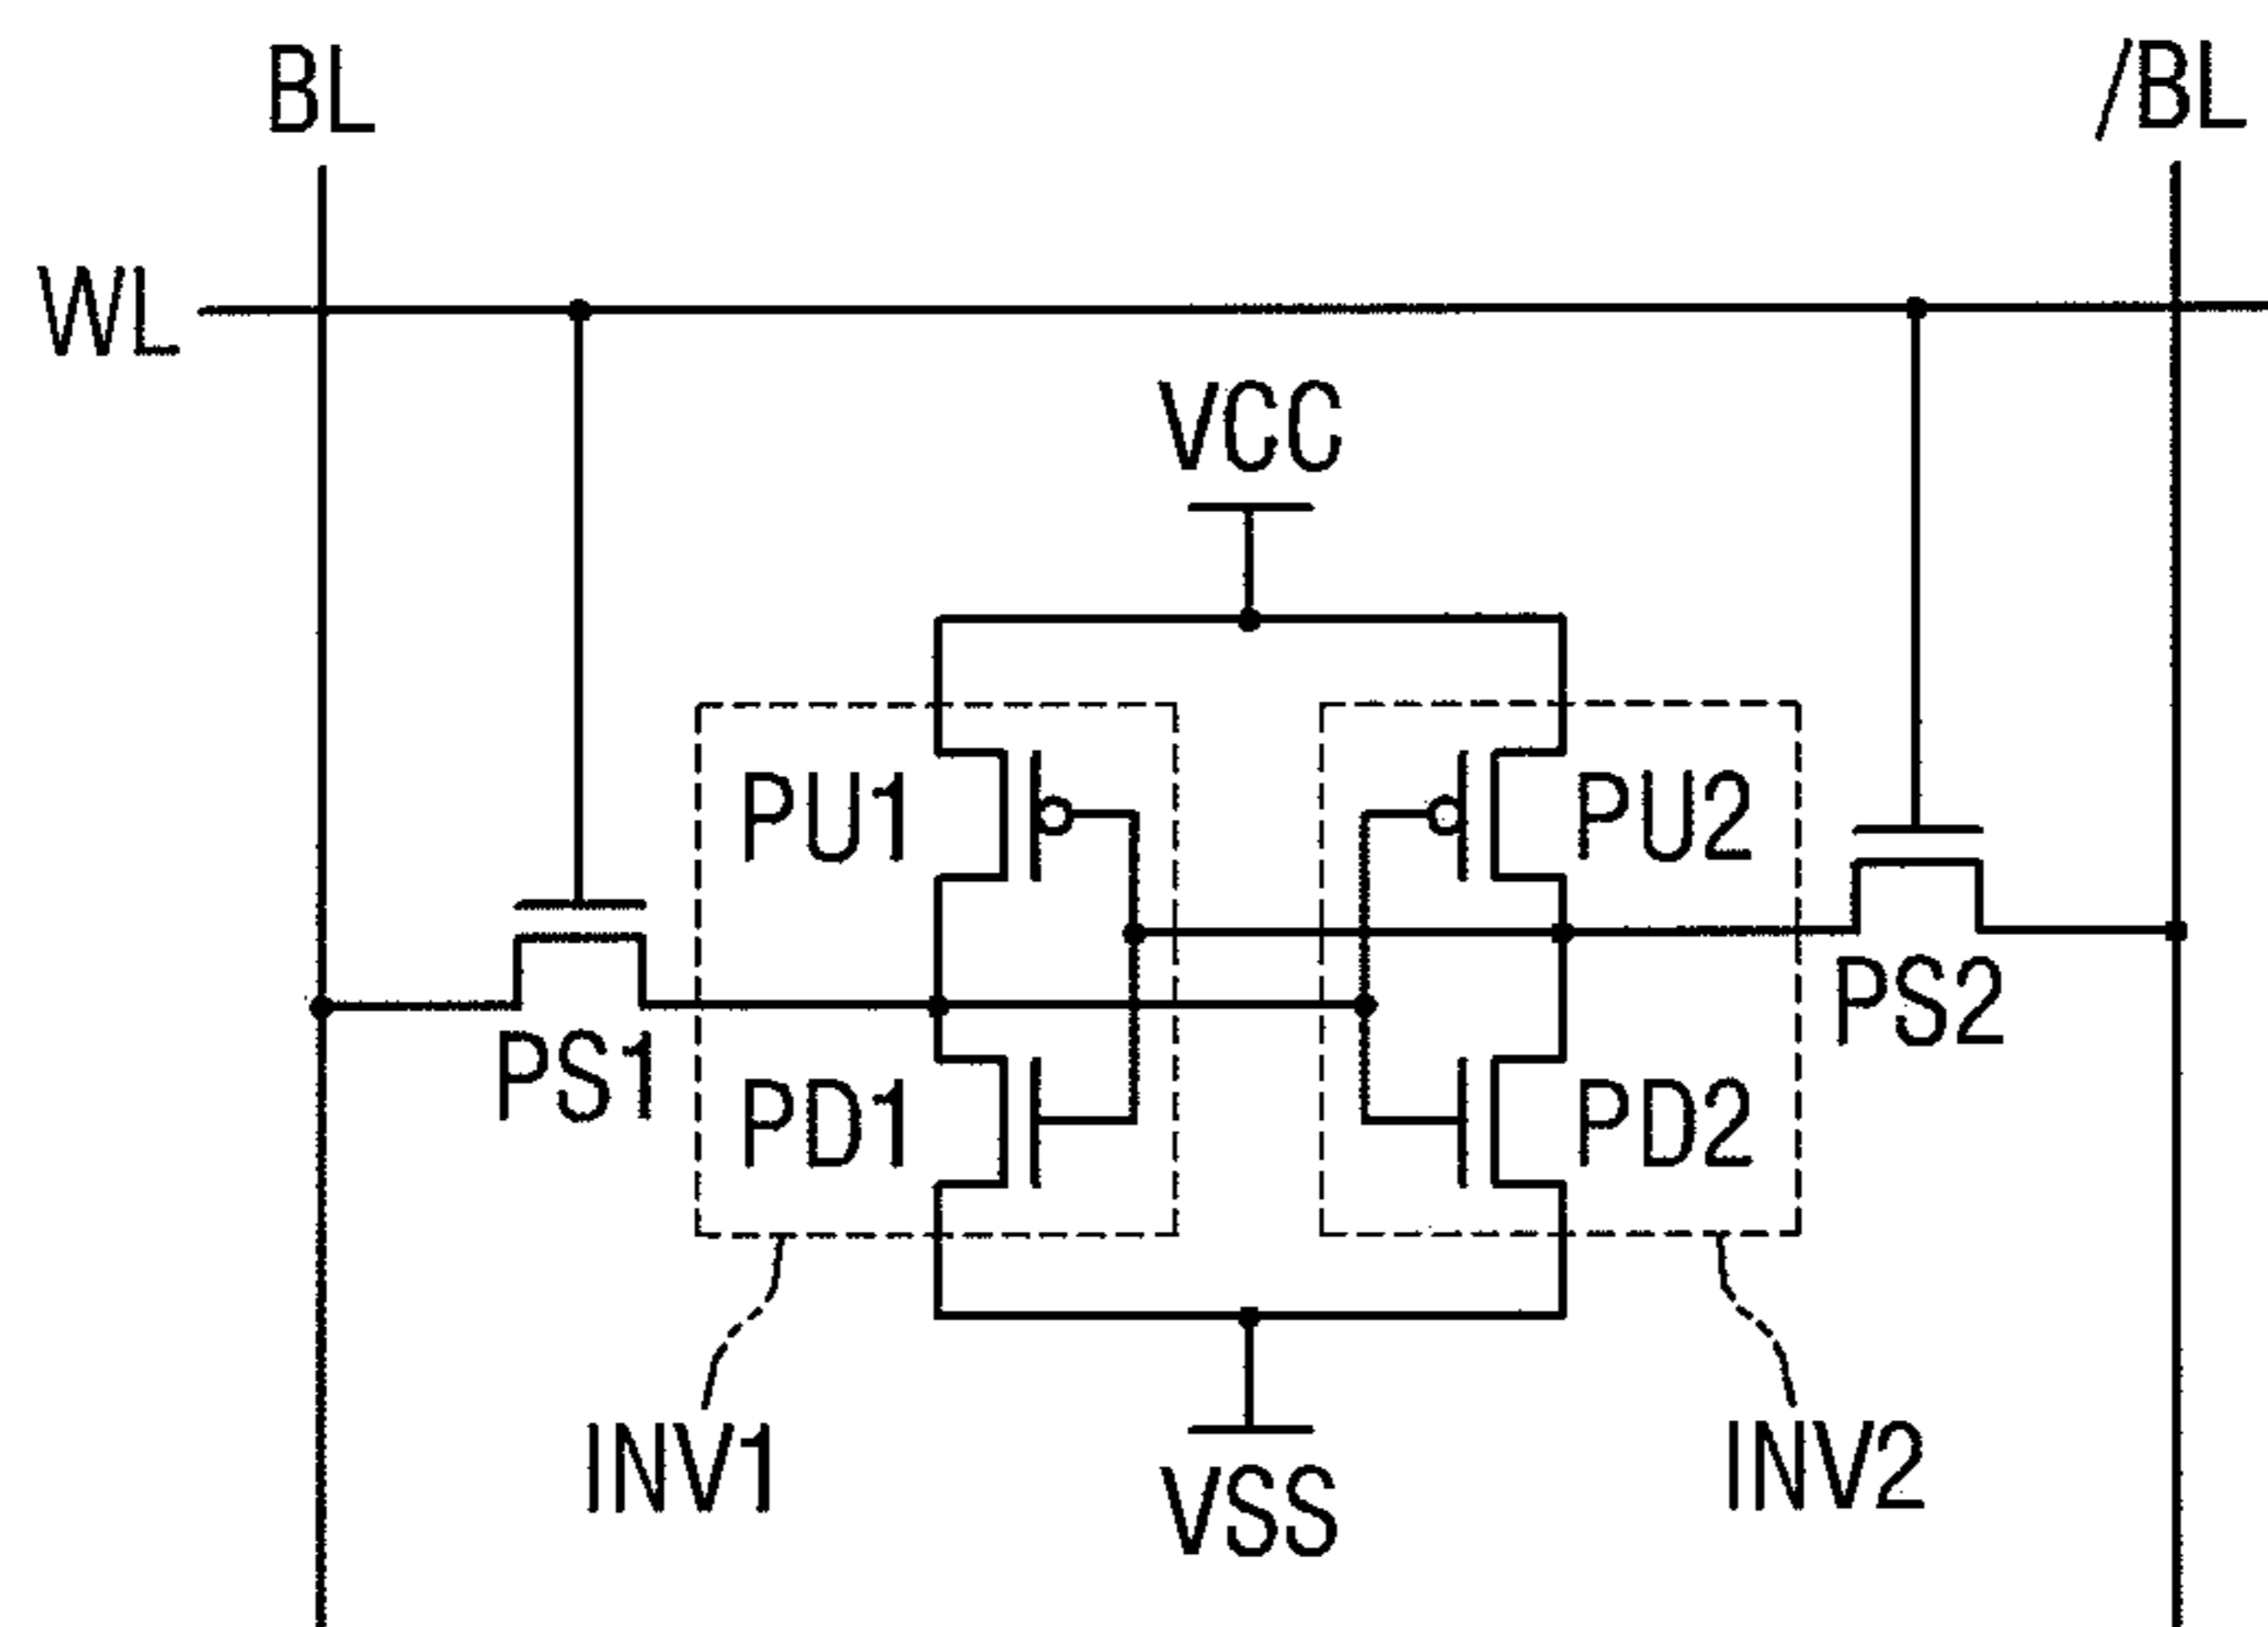 BL
/BL
WL
VCC
PU1
PU2
PS1
PS2
PD1
PD2
INV1
INV2
VSS